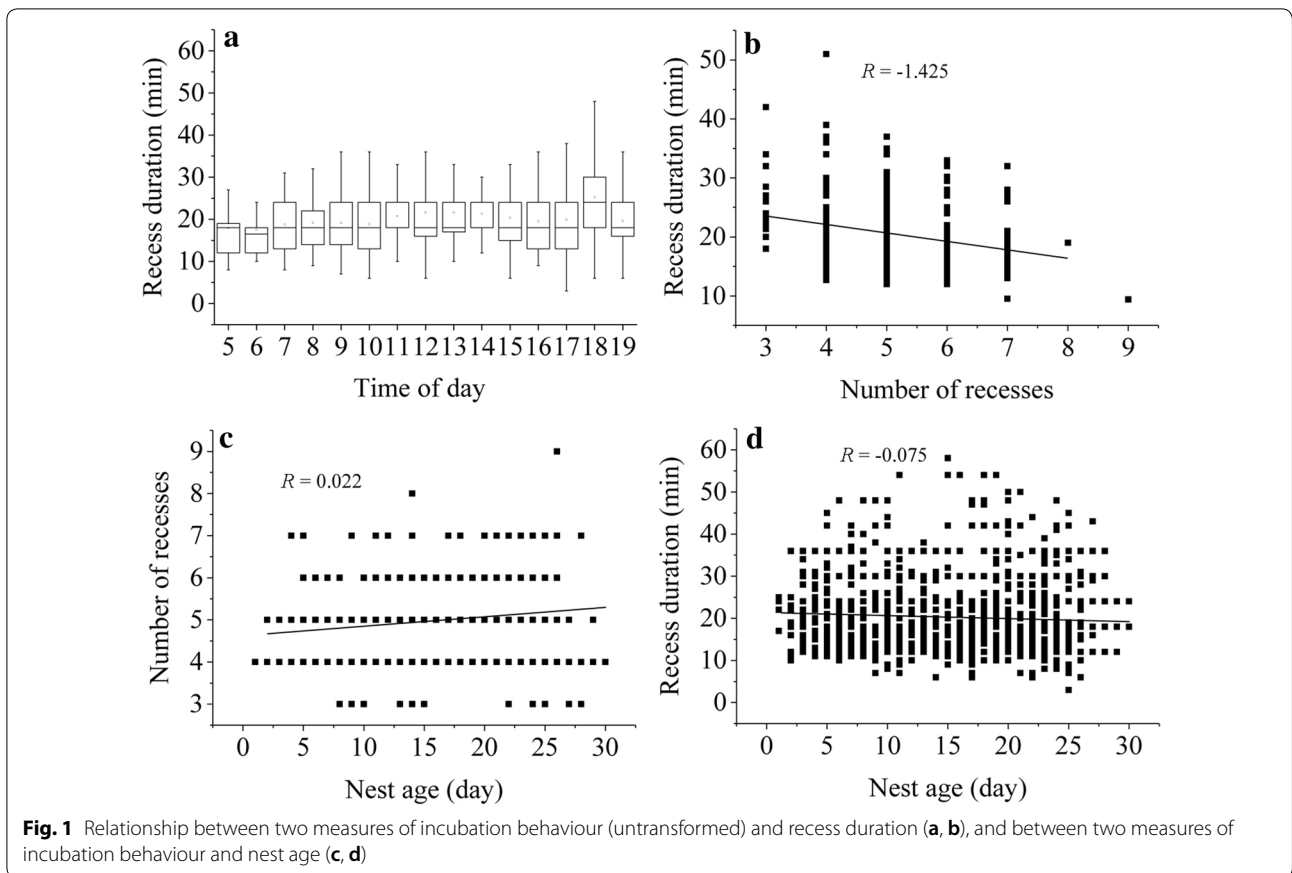 a
60
50
40
30
20
10
0
Recess duration (min)
5 6 7 8 9 10 11 12 13 14 15 16 17 18 19
Time of day
b
R = -1.425
50
40
30
20
10
Recess duration (min)
3 4 5 6 7 8 9
Number of recesses
c
R = 0.022
9
8
7
6
5
4
3
Number of recesses
0 5 10 15 20 25 30
Nest age (day)
d
R = -0.075
60
50
40
30
20
10
0
Recess duration (min)
0 5 10 15 20 25 30
Nest age (day)
Fig. 1 Relationship between two measures of incubation behaviour (untransformed) and recess duration (a, b), and between two measures of
incubation behaviour and nest age (c, d)